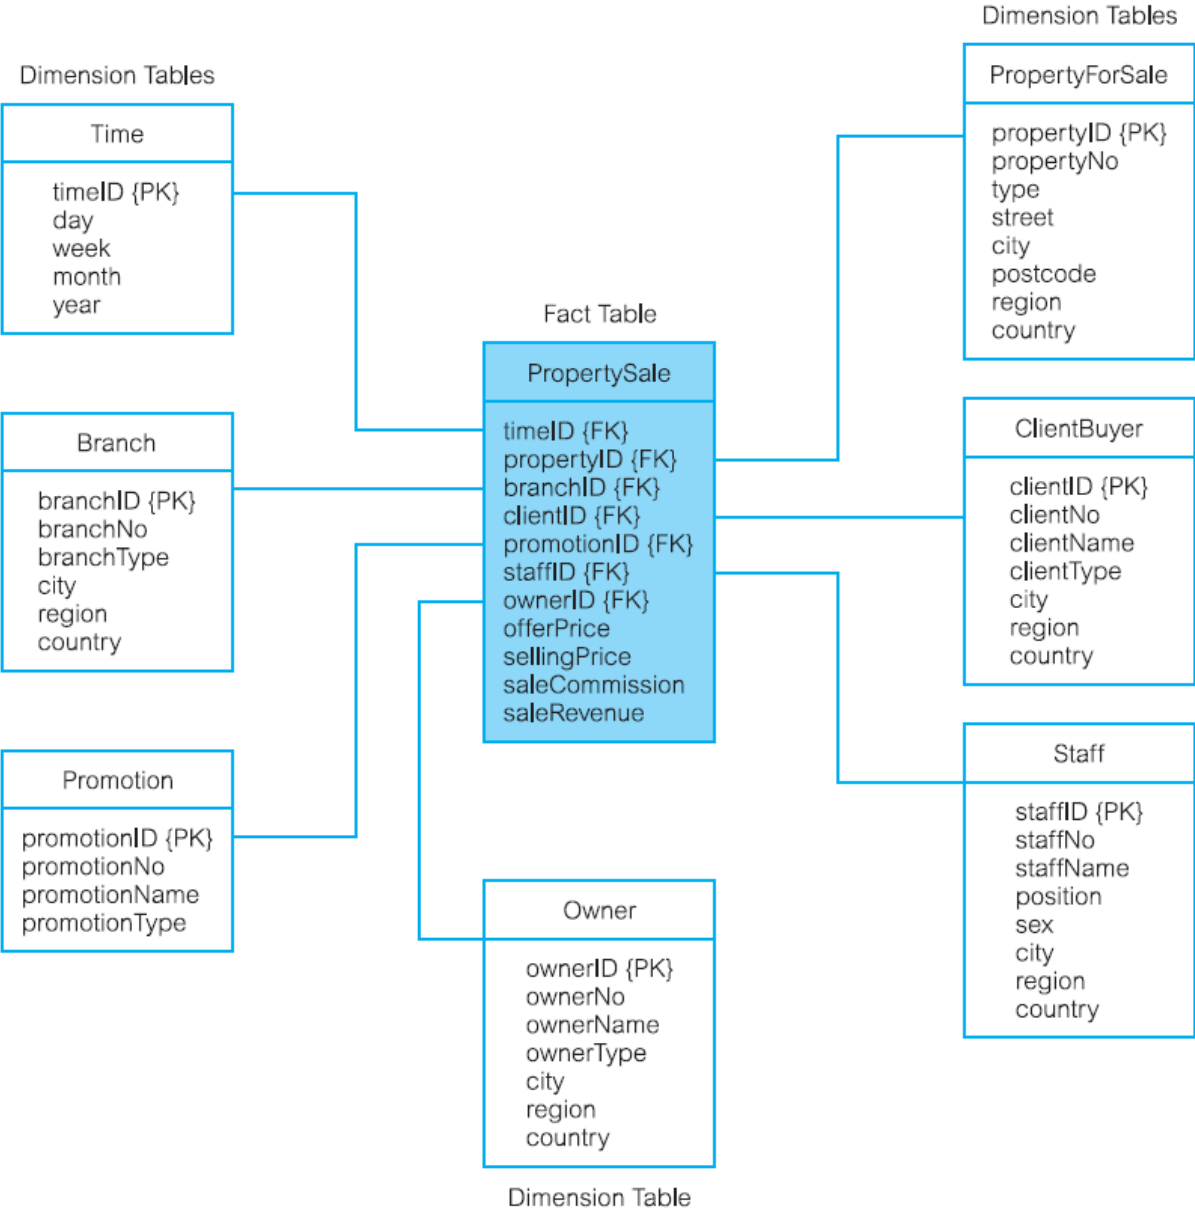 Dimension Tables
Time
timeID {PK}
day
week
month
year
Branch
branchID {PK}
branchNo
branchType
city
region
country
Promotion
promotionID {PK}
promotionNo
promotionName
promotionType
Fact Table
PropertySale
timeID {FK}
propertyID {FK}
branchID {FK}
clientID {FK}
promotionID {FK}
staffID {FK}
ownerID {FK}
offerPrice
sellingPrice
saleCommission
saleRevenue
Owner
ownerID {PK}
ownerNo
ownerName
ownerType
city
region
country
Dimension Table
Dimension Tables
PropertyForSale
propertyID {PK}
propertyNo
type
street
city
postcode
region
country
ClientBuyer
clientID {PK}
clientNo
clientName
clientType
city
region
country
Staff
staffID {PK}
staffNo
staffName
position
sex
city
region
country